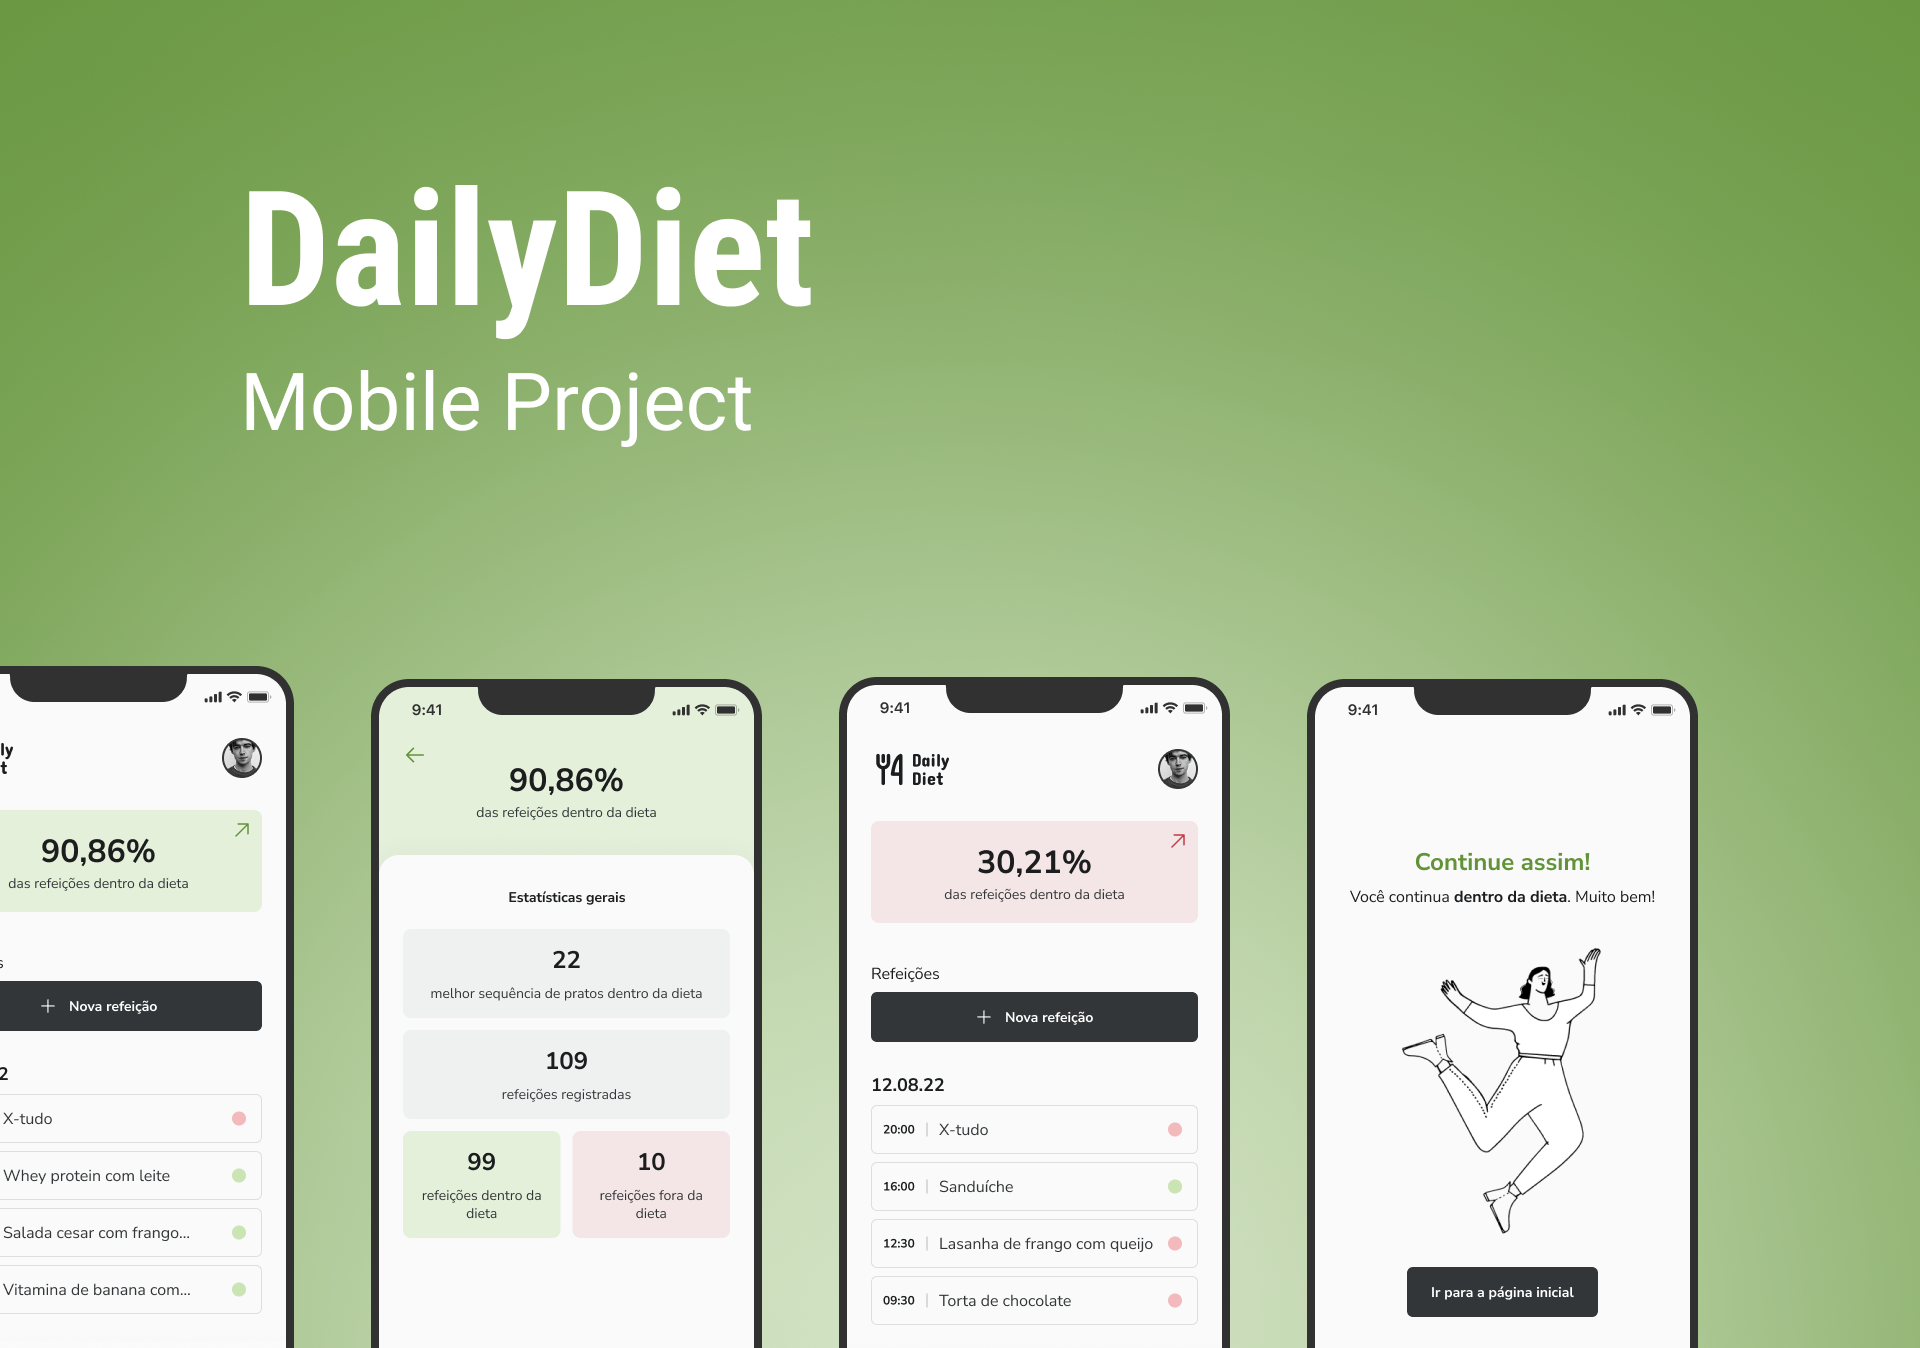 DailyDiet
Mobile Project
ly
t
90,86%
das refeições dentro da dieta
s
Nova refeição
2
X-tudo
Whey protein com leite
Salada cesar com frango...
Vitamina de banana com...
9:41
90,86%
das refeições dentro da dieta
Estatísticas gerais
22
melhor sequência de pratos dentro da dieta
109
refeições registradas
99
refeições dentro da
dieta
10
refeições fora da
dieta
9:41
Daily
Diet
30,21%
das refeições dentro da dieta
Refeições
Nova refeição
12.08.22
20:00 X-tudo
16:00 Sanduíche
12:30 Lasanha de frango com queijo
09:30 Torta de chocolate
9:41
Continue assim!
Você continua dentro da dieta. Muito bem!
Ir para a página inicial